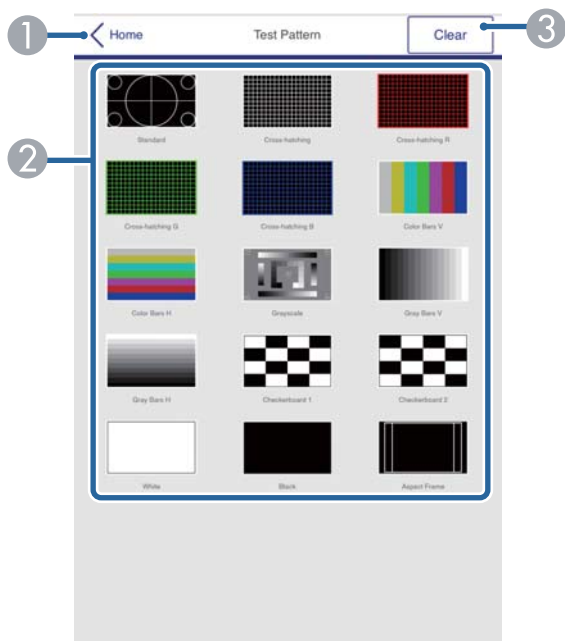 1
Home
Test Pattern
Clear
3
2
Standard
Cross-hatching
Cross-hatching R
Cross-hatching G
Cross-hatching B
Color Bars V
Color Bars H
Grayscale
Gray Bars V
Gray Bars H
Checkerboard 1
Checkerboard 2
White
Black
Aspect Frame